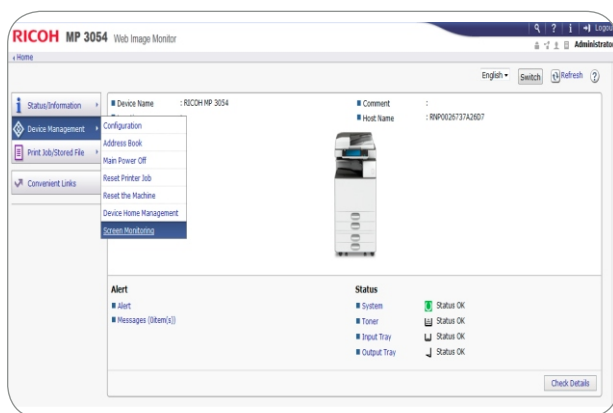 RICOH MP 3054 Web Image Monitor
Logou
Administrato
Home
English Switch Refresh
Status/Information
Device Management
Print Job/Stored File
Convenient Links
Configuration
Address Book
Main Power Off
Reset Printer Job
Reset the Machine
Device Home Management
Screen Monitoring
Device Name : RICOH MP 3054
Comment :
Host Name : RNP0026737A26D7
Alert
Alert
Messages (0item(s))
Status
System Status OK
Toner Status OK
Input Tray Status OK
Output Tray Status OK
Check Details